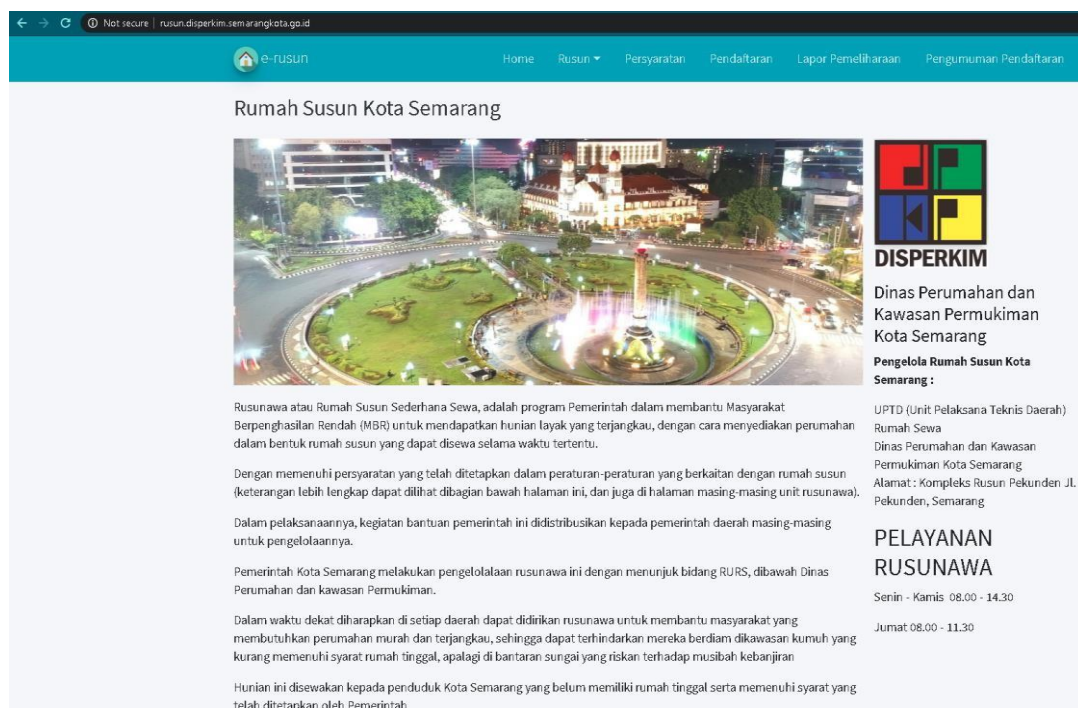 Not secure | rusun.disperkim.semarangkota.go.id
e-rusun
Home Rusun Persyaratan Pendaftaran Lapor Pemeliharaan Pengumuman Pendaftaran
Rumah Susun Kota Semarang
Rusunawa atau Rumah Susun Sederhana Sewa, adalah program Pemerintah dalam membantu Masyarakat
Berpenghasilan Rendah (MBR) untuk mendapatkan hunian layak yang terjangkau, dengan cara menyediakan perumahan
dalam bentuk rumah susun yang dapat disewa selama waktu tertentu.
Dengan memenuhi persyaratan yang telah ditetapkan dalam peraturan-peraturan yang berkaitan dengan rumah susun
(keterangan lebih lengkap dapat dilihat dibagian bawah halaman ini, dan juga di halaman masing-masing unit rusunawa).
Dalam pelaksanaannya, kegiatan bantuan pemerintah ini didistribusikan kepada pemerintah daerah masing-masing
untuk pengelolaannya.
Pemerintah Kota Semarang melakukan pengelolalaan rusunawa ini dengan menunjuk bidang RURS, dibawah Dinas
Perumahan dan kawasan Permukiman.
Dalam waktu dekat diharapkan di setiap daerah dapat didirikan rusunawa untuk membantu masyarakat yang
membutuhkan perumahan murah dan terjangkau, sehingga dapat terhindarkan mereka berdiam dikawasan kumuh yang
kurang memenuhi syarat rumah tinggal, apalagi di bantaran sungai yang riskan terhadap musibah kebanjiran
Hunian ini disewakan kepada penduduk Kota Semarang yang belum memiliki rumah tinggal serta memenuhi syarat yang
telah ditetapkan oleh Pemerintah
DISPERKIM
Dinas Perumahan dan
Kawasan Permukiman
Kota Semarang
Pengelola Rumah Susun Kota
Semarang :
UPTD (Unit Pelaksana Teknis Daerah)
Rumah Sewa
Dinas Perumahan dan Kawasan
Permukiman Kota Semarang
Alamat : Kompleks Rusun Pekunden Jl.
Pekunden, Semarang
PELAYANAN
RUSUNAWA
Senin - Kamis 08.00 - 14.30
Jumat 08.00 - 11.30